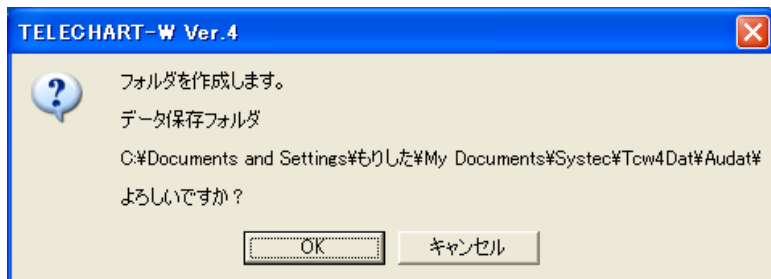 TELECHART-W Ver.4
フォルダを作成します。
データ保存フォルダ
C:¥Documents and Settings¥もりした¥My Documents¥Systec¥Tcw4Dat¥Audat¥
よろしいですか？
OK キャンセル